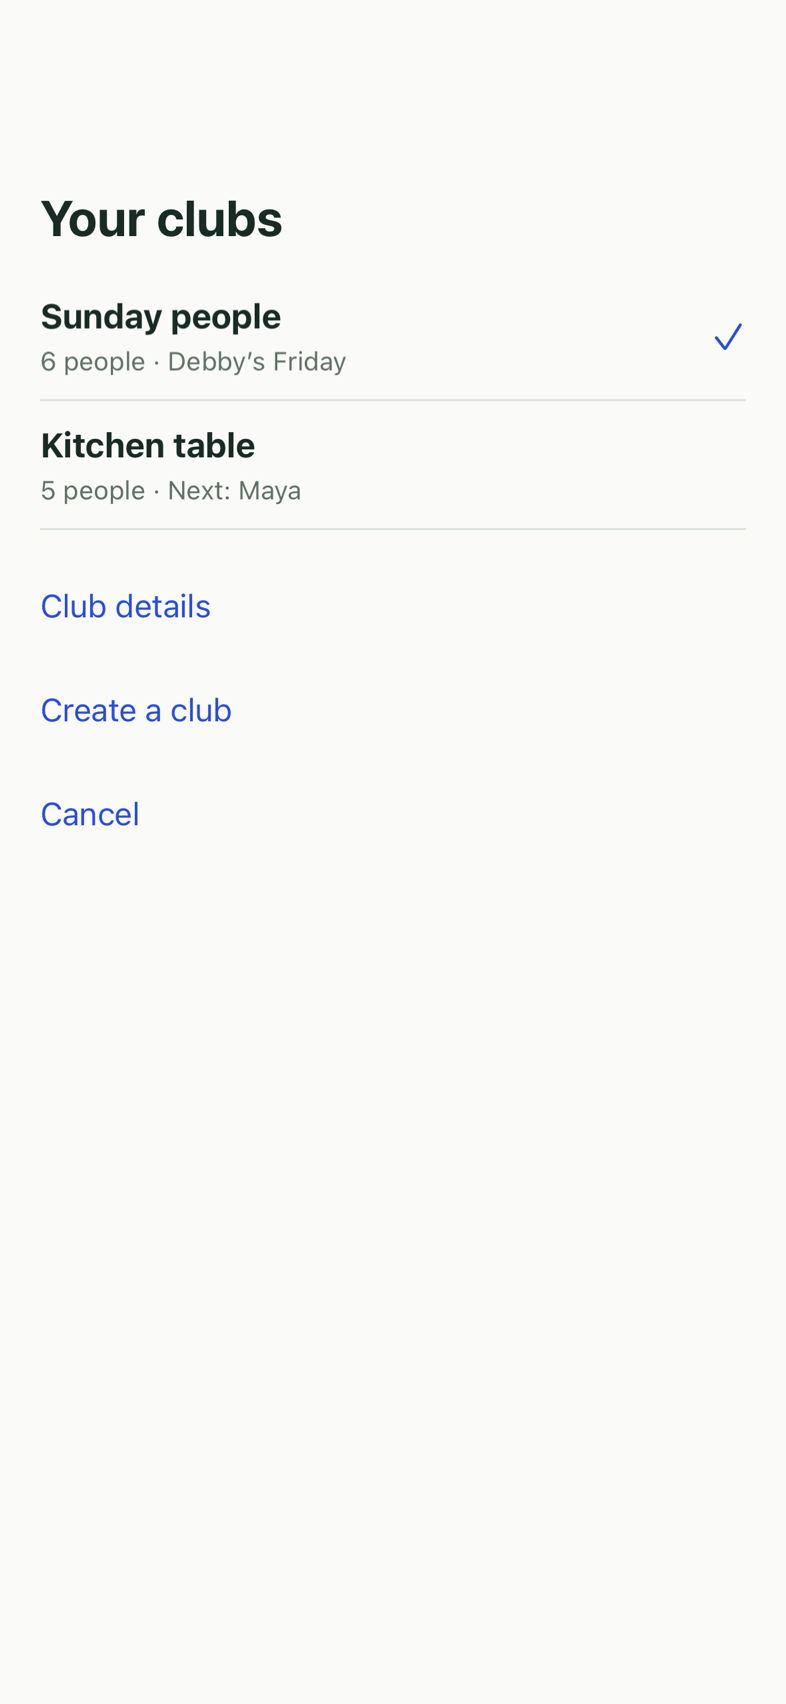 Your clubs
Sunday people
6 people · Debby’s Friday
Kitchen table
5 people · Next: Maya
Club details
Create a club
Cancel